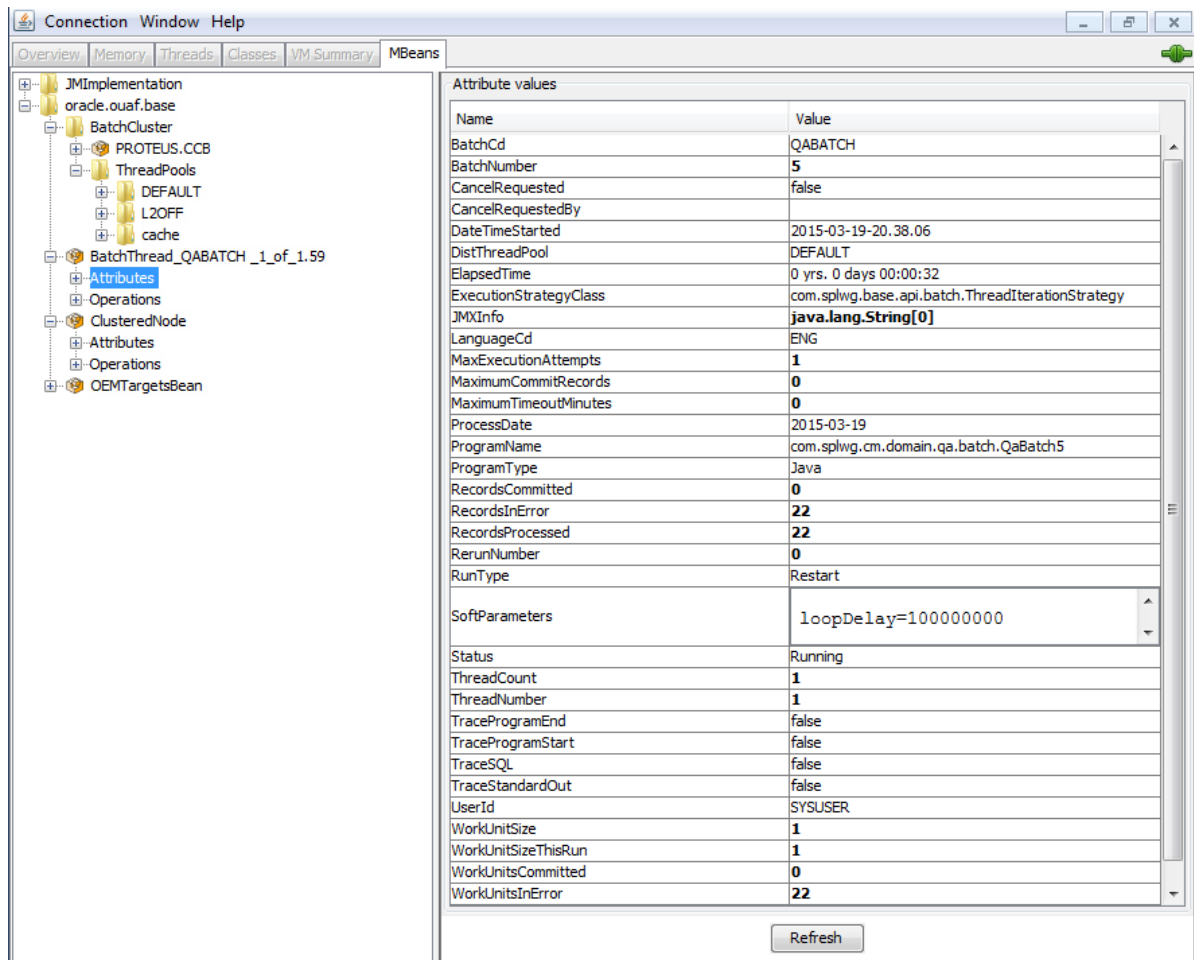 Connection Window Help
Overview Memory Threads Classes VM Summary MBeans
JMImplementation
oracle.ouaf.base
BatchCluster
PROTEUS.CCB
ThreadPools
DEFAULT
L2OFF
cache
BatchThread_QABATCH _1_of_1.59
Attributes
Operations
ClusteredNode
Attributes
Operations
OEMTargetsBean
Attribute values
Name Value
BatchCd QABATCH
BatchNumber 5
CancelRequested false
CancelRequestedBy
DateTimeStarted 2015-03-19-20.38.06
DistThreadPool DEFAULT
ElapsedTime 0 yrs. 0 days 00:00:32
ExecutionStrategyClass com.splwg.base.api.batch.ThreadIterationStrategy
JMXInfo java.lang.String[0]
LanguageCd ENG
MaxExecutionAttempts 1
MaximumCommitRecords 0
MaximumTimeoutMinutes 0
ProcessDate 2015-03-19
ProgramName com.splwg.cm.domain.qa.batch.QaBatch5
ProgramType Java
RecordsCommitted 0
RecordsInError 22
RecordsProcessed 22
RerunNumber 0
RunType Restart
SoftParameters loopDelay=100000000
Status Running
ThreadCount 1
ThreadNumber 1
TraceProgramEnd false
TraceProgramStart false
TraceSQL false
TraceStandardOut false
UserId SYSUSER
WorkUnitSize 1
WorkUnitSizeThisRun 1
WorkUnitsCommitted 0
WorkUnitsInError 22
Refresh